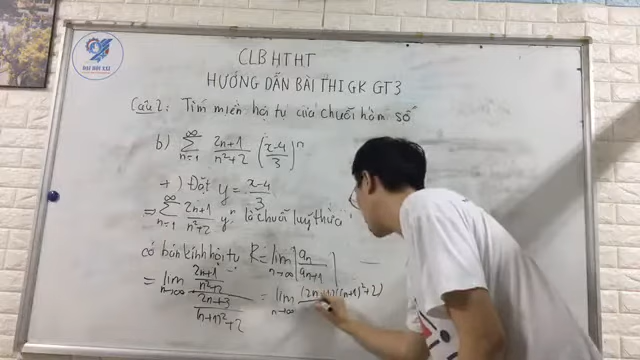 CLB HTHT
HƯỚNG DẪN BÀI THI GK GT3
Câu 2: Tìm miền hội tụ của chuỗi hàm số
b) ∑_{n=1}^{∞} (2n+1)/(n²+2) ((x-4)/3)^n
+) Đặt y = (x-4)/3
⇒ ∑_{n=1}^{∞} (2n+1)/(n²+2) yⁿ là chuỗi luỹ thừa
có bán kính hội tụ R = lim_{n→∞} |a_n/a_{n+1}|
= lim_{n→∞} ((2n+1)/(n²+2))/((2n+3)/((n+1)²+2)) = lim_{n→∞} (2n+1)((n+1)²+2)